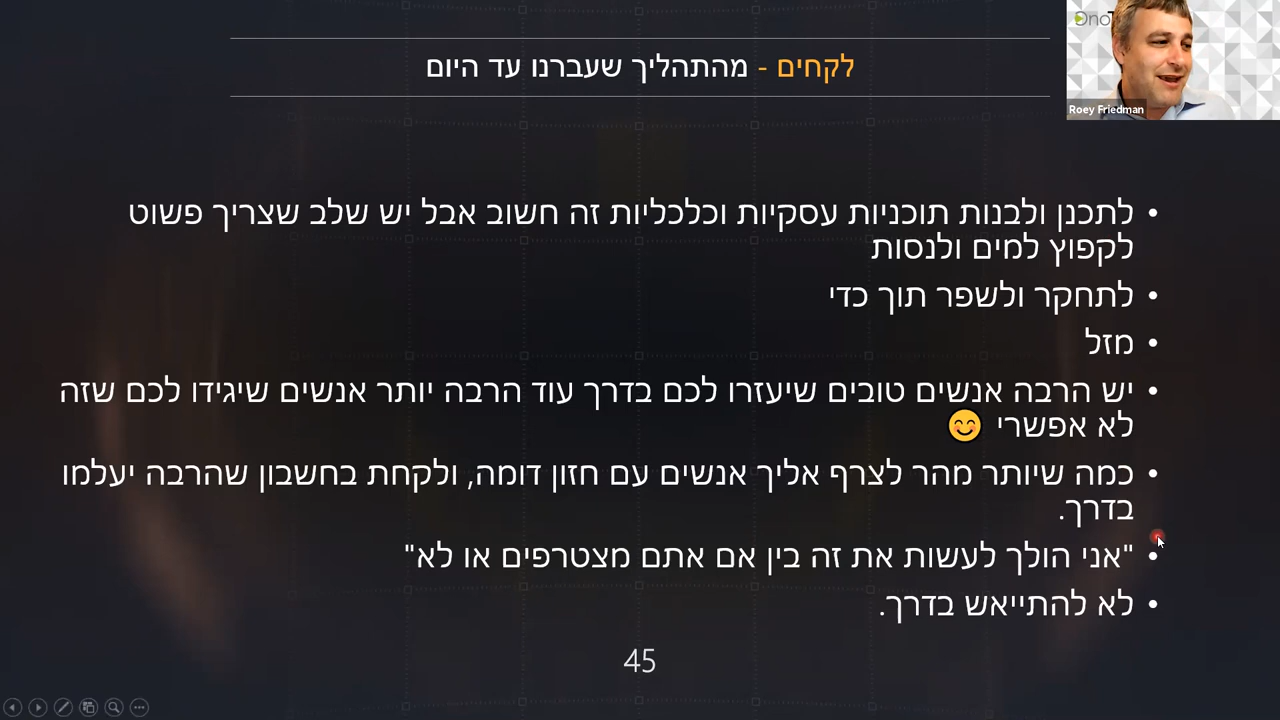 לקחים - מהתהליך שעברנו עד היום
Roey Friedman
• לתכנן ולבנות תוכניות עסקיות וכלכליות זה חשוב אבל יש שלב שצריך פשוט
לקפוץ למים ולנסות
• לתחקר ולשפר תוך כדי
• מזל
• יש הרבה אנשים טובים שיעזרו לכם בדרך עוד הרבה יותר אנשים שיגידו לכם שזה
לא אפשרי 😊
• כמה שיותר מהר לצרף אליך אנשים עם חזון דומה, ולקחת בחשבון שהרבה יעלמו
בדרך.
• "אני הולך לעשות את זה בין אם אתם מצטרפים או לא"
• לא להתייאש בדרך.
45